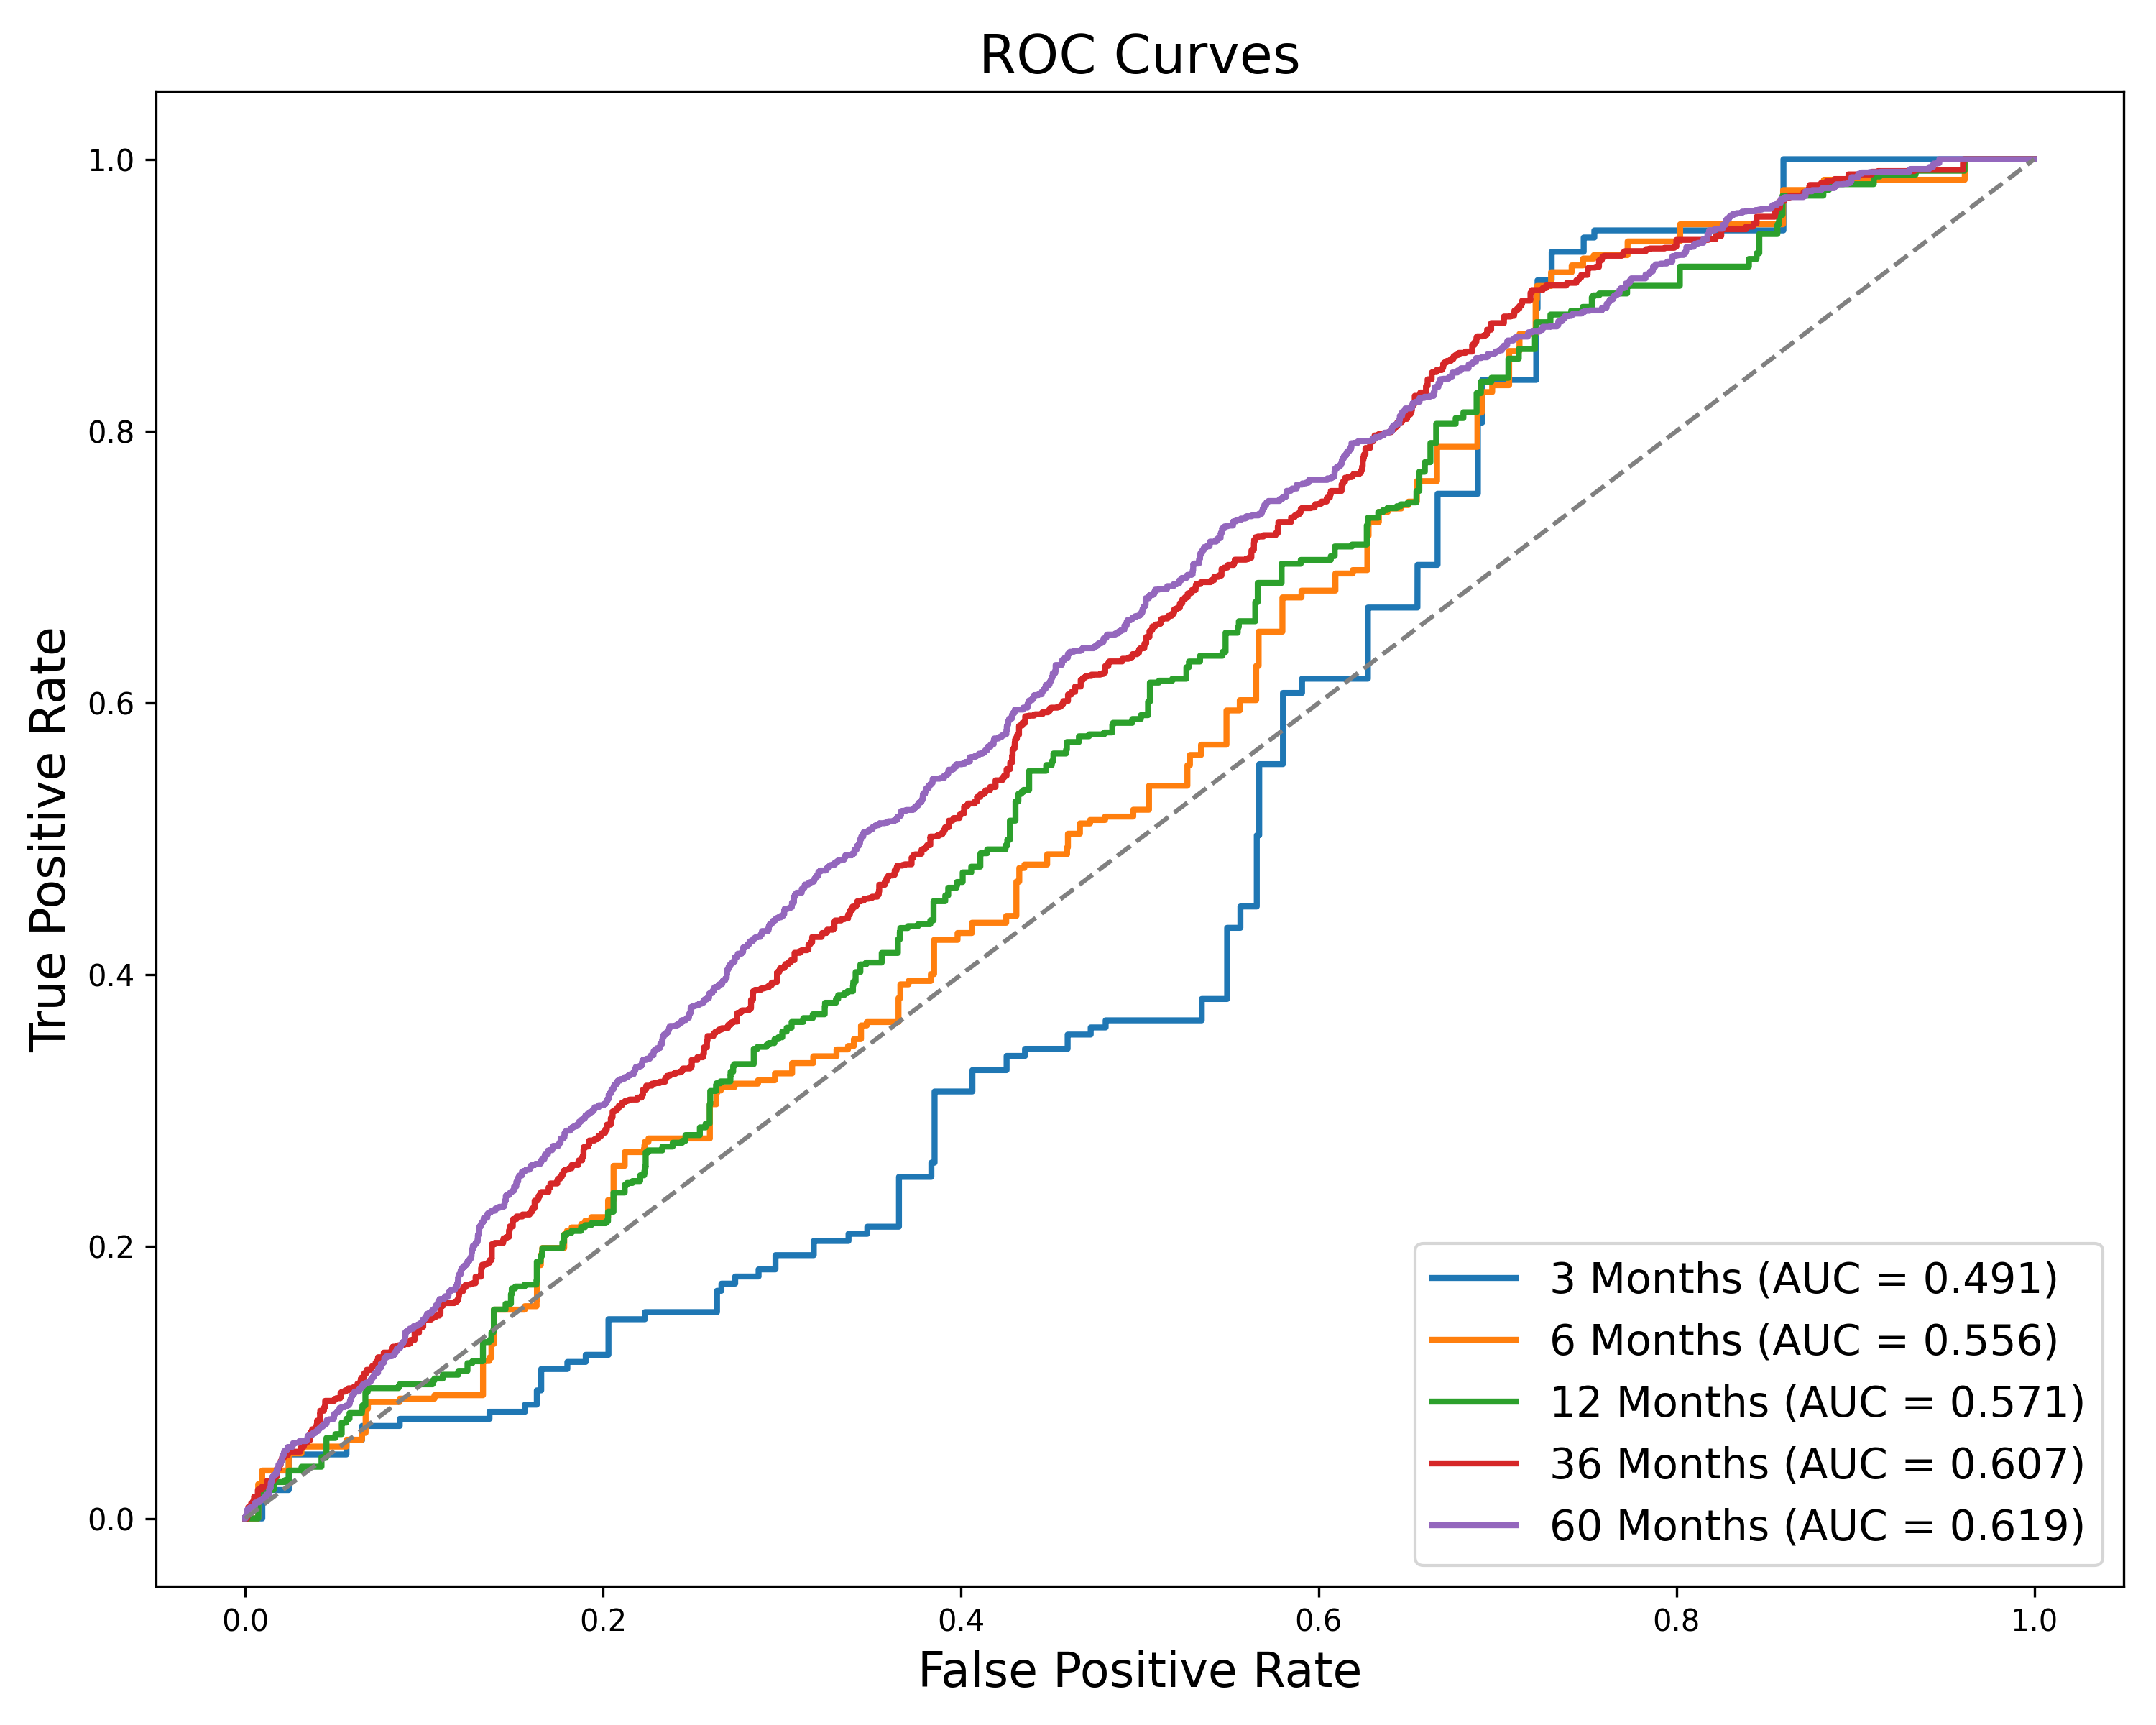 ROC Curves
True Positive Rate
1.0
0.8
0.6
0.4
0.2
0.0
3 Months (AUC = 0.491)
6 Months (AUC = 0.556)
12 Months (AUC = 0.571)
36 Months (AUC = 0.607)
60 Months (AUC = 0.619)
0.0 0.2 0.4 0.6 0.8 1.0
False Positive Rate